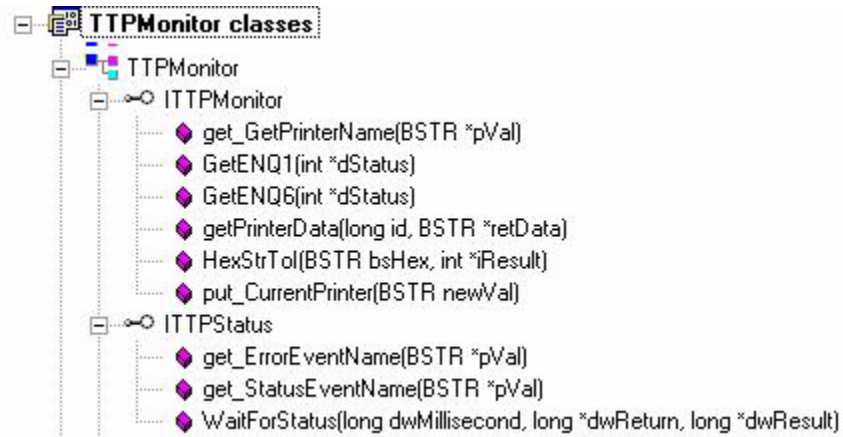 TTPMonitor classes
TTPMonitor
ITTPMonitor
get_GetPrinterName(BSTR *pVal)
GetENQ1(int *dStatus)
GetENQ6(int *dStatus)
getPrinterData(long id, BSTR *retData)
HexStrToI(BSTR bsHex, int *iResult)
put_CurrentPrinter(BSTR newVal)
ITTPStatus
get_ErrorEventName(BSTR *pVal)
get_StatusEventName(BSTR *pVal)
WaitForStatus(long dwMillisecond, long *dwReturn, long *dwResult)